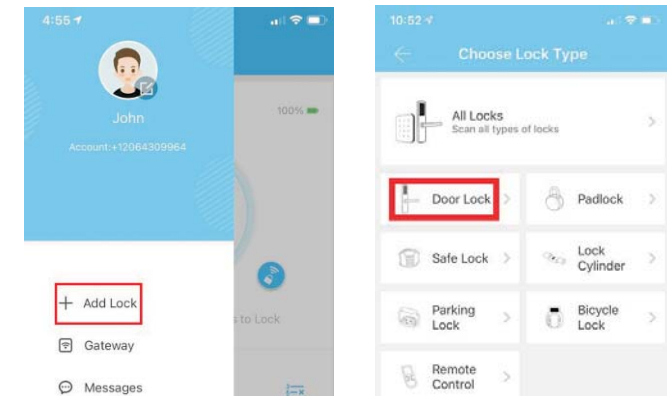 4:55
John
Account:+12064309964
100%
+ Add Lock
Gateway
Messages
s to Lock
10:52
Choose Lock Type
All Locks
Scan all types of locks
Door Lock
Padlock
Safe Lock
Lock
Cylinder
Parking
Lock
Bicycle
Lock
Remote
Control